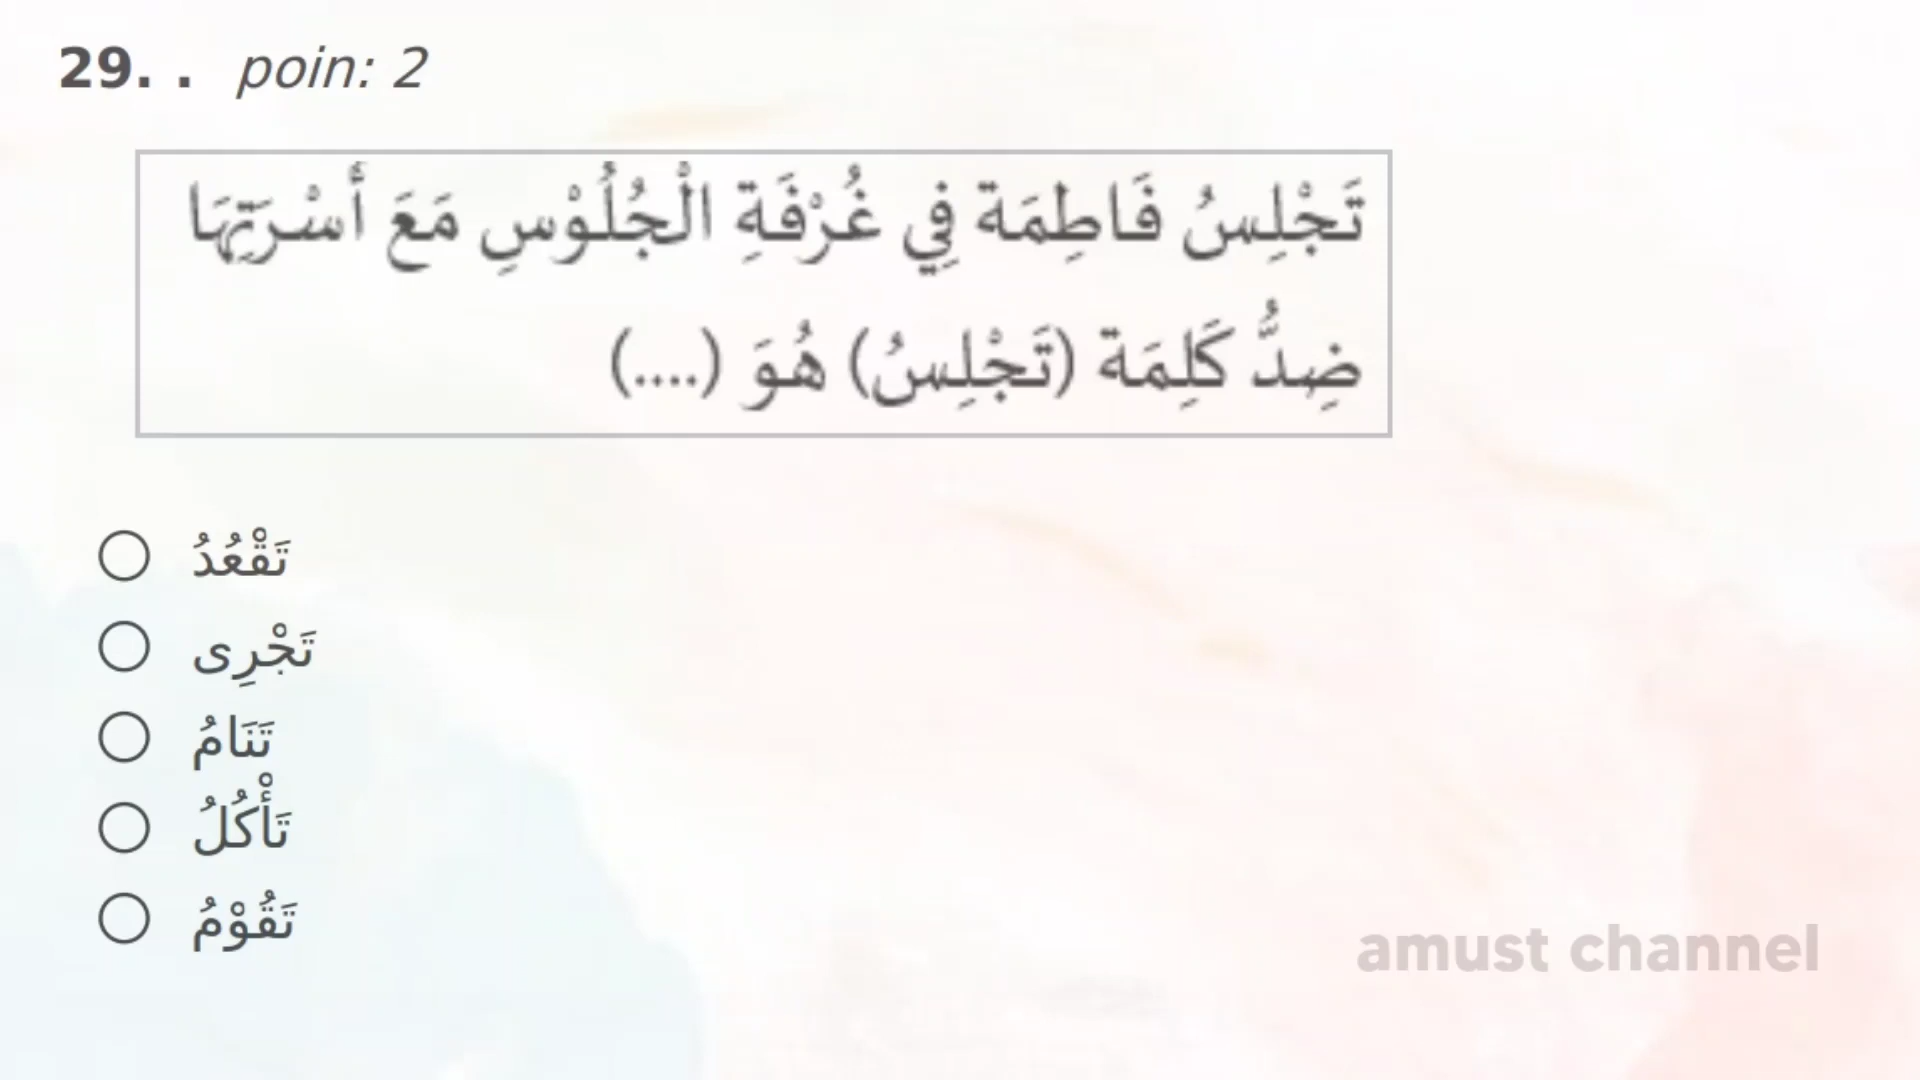 29. . poin: 2
تَجْلِسُ فَاطِمَة فِي غُرْفَةِ الْجُلُوْسِ مَعَ أُسْرَتِهَا
ضِدُّ كَلِمَة (تَجْلِسُ) هُوَ (....)
تَقْعُدُ
تَجْرِى
تَنَامُ
تَأْكُلُ
تَقُوْمُ
amust channel